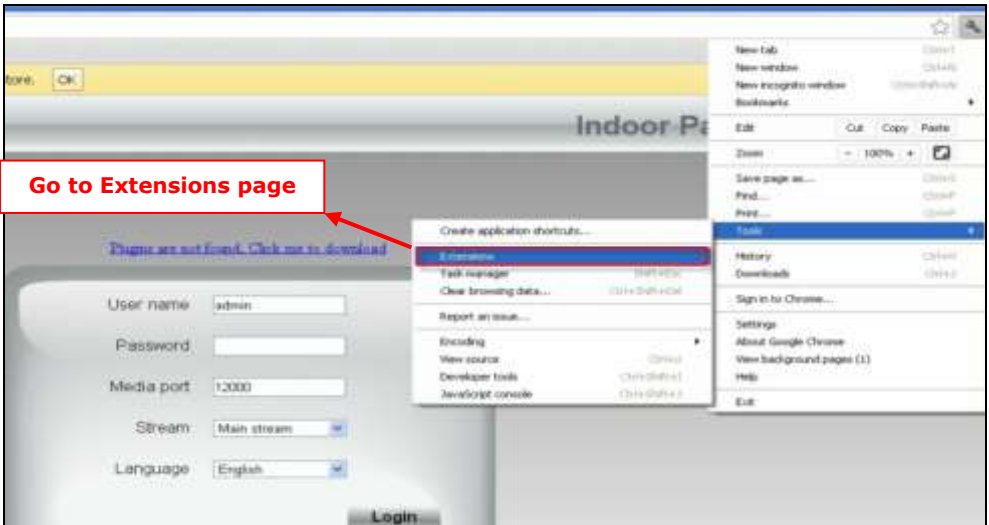 tore. OK
Indoor Pa
Go to Extensions page
Plugns are not found, Click me to download
User name admin
Password
Media port 12000
Stream Main stream
Language English
Login
Create application shortcuts...
Extensions
Task manager Shift+Esc
Clear browsing data...
Report an issue...
Encoding
View source
Developer tools
JavaScript console
New tab
New window
New incognito window
Bookmarks
Edit Cut Copy Paste
Zoom - 100% +
Save page as...
Find...
Print...
Tools
History
Downloads
Sign in to Chrome...
Settings
About Google Chrome
View background pages (1)
Help
Exit